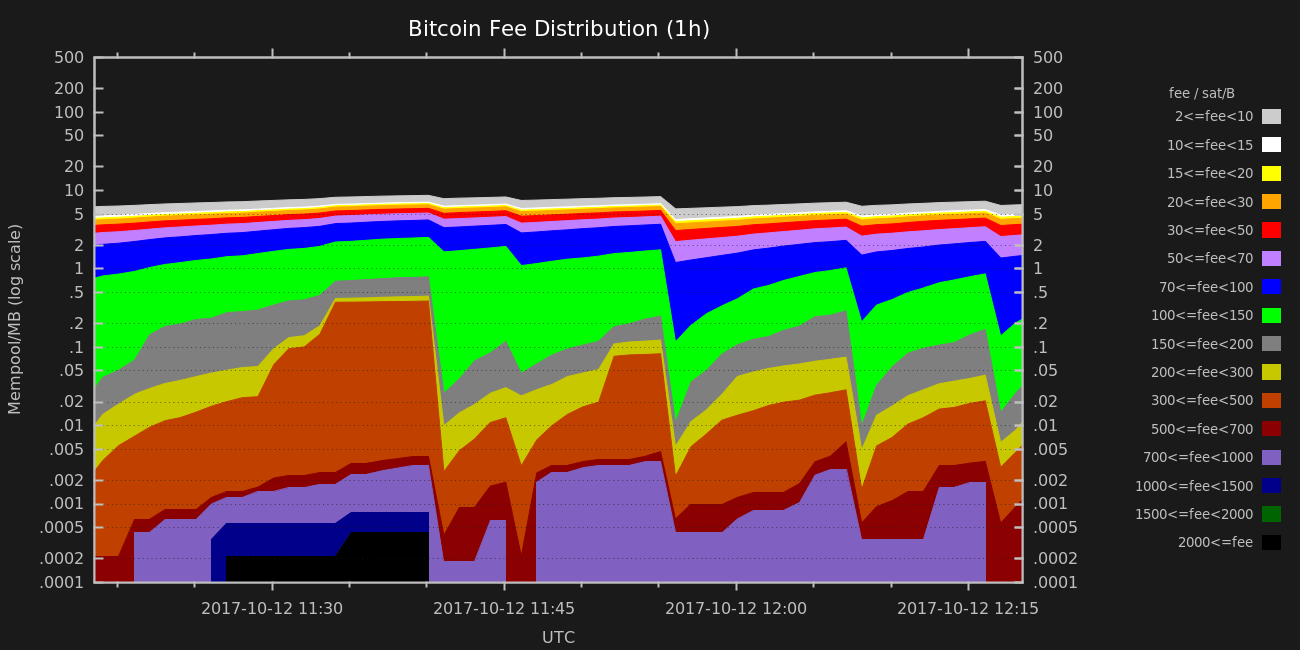 Bitcoin Fee Distribution (1h)
Mempool/MB (log scale)
500
200
100
50
20
10
5
2
1
.5
.2
.1
.05
.02
.01
.005
.002
.001
.0005
.0002
.0001
500
200
100
50
20
10
5
2
1
.5
.2
.1
.05
.02
.01
.005
.002
.001
.0005
.0002
.0001
2017-10-12 11:30
2017-10-12 11:45
2017-10-12 12:00
2017-10-12 12:15
UTC
fee / sat/B
2<=fee<10
10<=fee<15
15<=fee<20
20<=fee<30
30<=fee<50
50<=fee<70
70<=fee<100
100<=fee<150
150<=fee<200
200<=fee<300
300<=fee<500
500<=fee<700
700<=fee<1000
1000<=fee<1500
1500<=fee<2000
2000<=fee